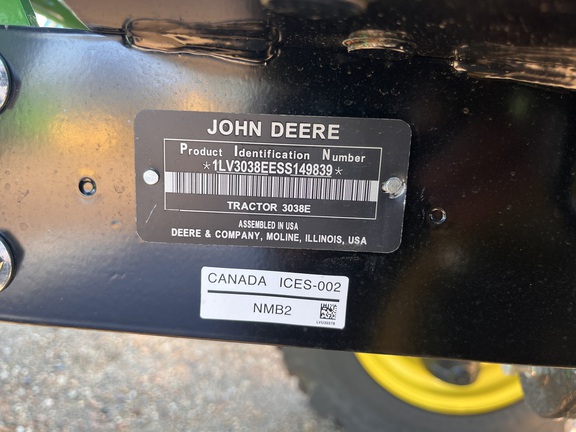 JOHN DEERE
Product Identification Number
*1LV3038EESS149839*
TRACTOR 3038E
ASSEMBLED IN USA
DEERE & COMPANY, MOLINE, ILLINOIS, USA
CANADA ICES-002
NMB2